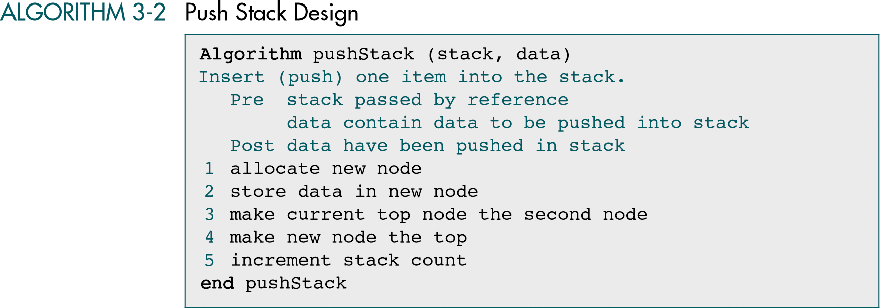 ALGORITHM 3-2 Push Stack Design
Algorithm pushStack (stack, data)
Insert (push) one item into the stack.
Pre stack passed by reference
data contain data to be pushed into stack
Post data have been pushed in stack
1 allocate new node
2 store data in new node
3 make current top node the second node
4 make new node the top
5 increment stack count
end pushStack